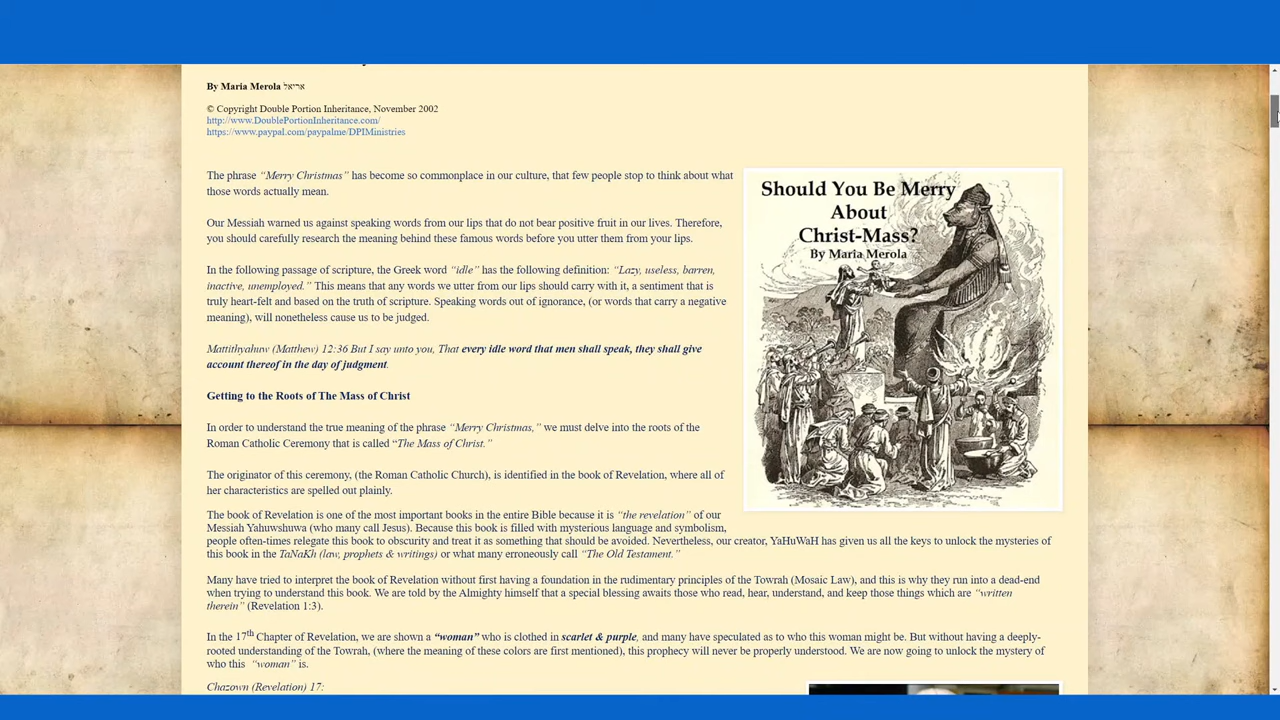 By Maria Merola אריאל
© Copyright Double Portion Inheritance, November 2002
http://www.DoublePortionInheritance.com/
https://www.paypal.com/paypalme/DPIMinistries
The phrase “Merry Christmas” has become so commonplace in our culture, that few people stop to think about what
those words actually mean.
Our Messiah warned us against speaking words from our lips that do not bear positive fruit in our lives. Therefore,
you should carefully research the meaning behind these famous words before you utter them from your lips.
In the following passage of scripture, the Greek word “idle” has the following definition: “Lazy, useless, barren,
inactive, unemployed.” This means that any words we utter from our lips should carry with it, a sentiment that is
truly heart-felt and based on the truth of scripture. Speaking words out of ignorance, (or words that carry a negative
meaning), will nonetheless cause us to be judged.
Mattithyahuw (Matthew) 12:36 But I say unto you, That every idle word that men shall speak, they shall give
account thereof in the day of judgment.
Getting to the Roots of The Mass of Christ
In order to understand the true meaning of the phrase “Merry Christmas,” we must delve into the roots of the
Roman Catholic Ceremony that is called “The Mass of Christ.”
The originator of this ceremony, (the Roman Catholic Church), is identified in the book of Revelation, where all of
her characteristics are spelled out plainly.
Should You Be Merry
About
Christ-Mass?
By Maria Merola
The book of Revelation is one of the most important books in the entire Bible because it is “the revelation” of our
Messiah Yahuwshuwa (who many call Jesus). Because this book is filled with mysterious language and symbolism,
people often-times relegate this book to obscurity and treat it as something that should be avoided. Nevertheless, our creator, YaHuWaH has given us all the keys to unlock the mysteries of
this book in the TaNaKh (law, prophets & writings) or what many erroneously call “The Old Testament.”
Many have tried to interpret the book of Revelation without first having a foundation in the rudimentary principles of the Towrah (Mosaic Law), and this is why they run into a dead-end
when trying to understand this book. We are told by the Almighty himself that a special blessing awaits those who read, hear, understand, and keep those things which are “written
therein” (Revelation 1:3).
In the 17th Chapter of Revelation, we are shown a “woman” who is clothed in scarlet & purple, and many have speculated as to who this woman might be. But without having a deeply-
rooted understanding of the Towrah, (where the meaning of these colors are first mentioned), this prophecy will never be properly understood. We are now going to unlock the mystery of
who this “woman” is.
Chazown (Revelation) 17: